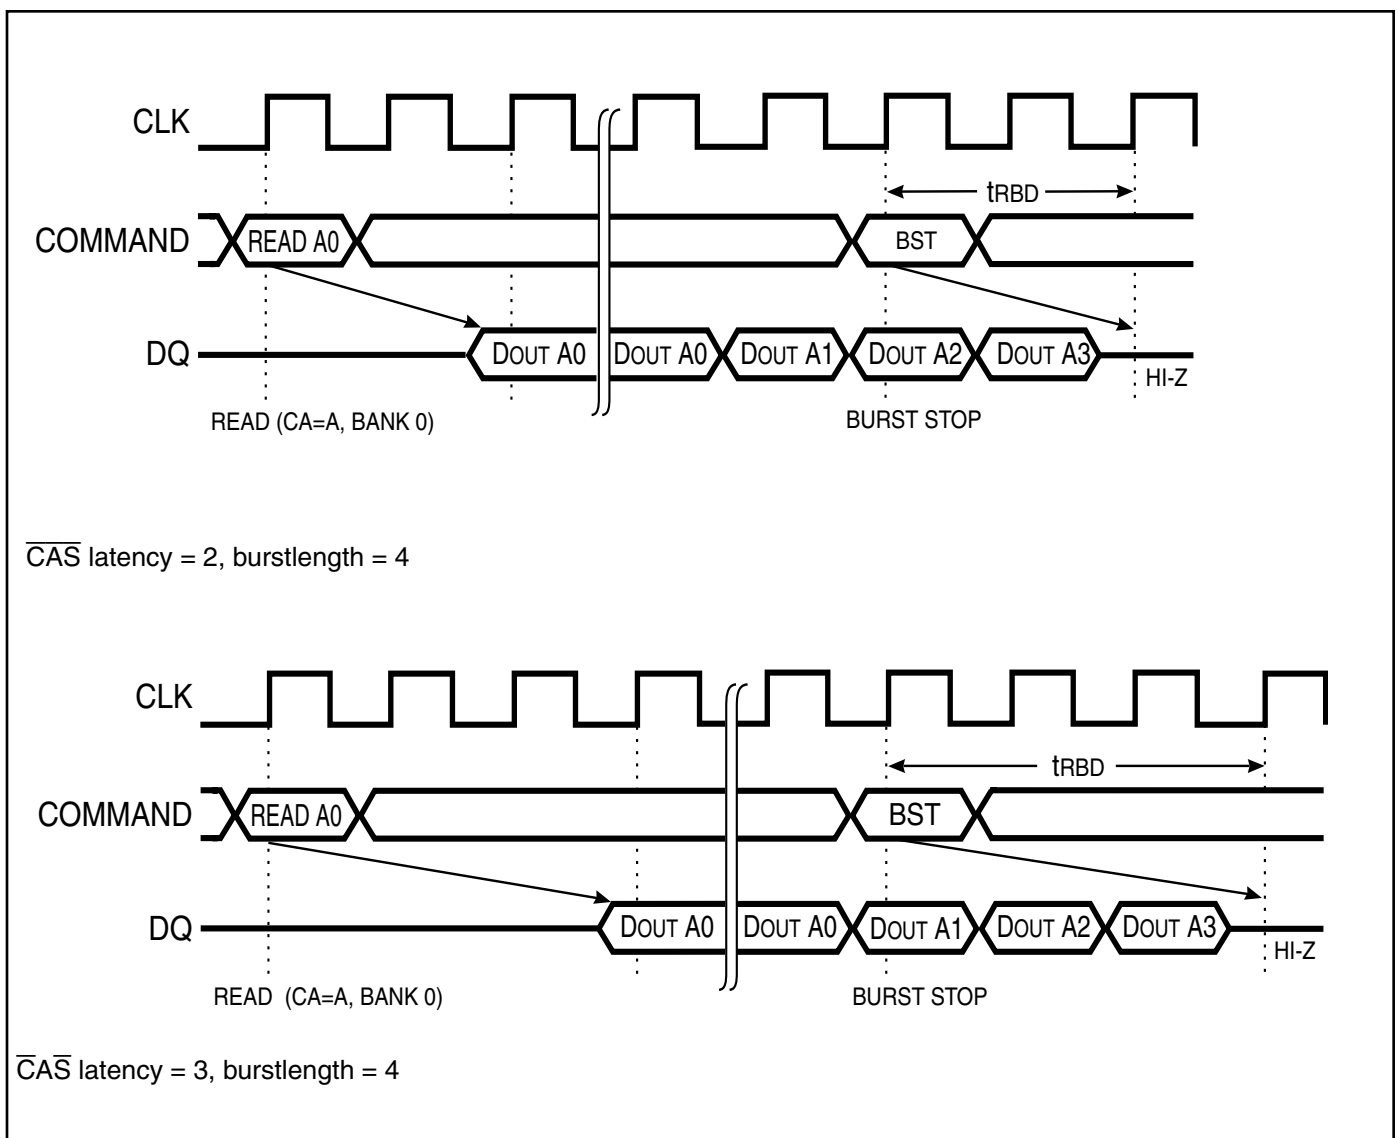 CLK
tRBD
COMMAND READ A0 BST
DQ DOUT A0 DOUT A0 DOUT A1 DOUT A2 DOUT A3
HI-Z
READ (CA=A, BANK 0) BURST STOP
C̅A̅S̅ latency = 2, burstlength = 4
CLK
tRBD
COMMAND READ A0 BST
DQ DOUT A0 DOUT A0 DOUT A1 DOUT A2 DOUT A3
HI-Z
READ (CA=A, BANK 0) BURST STOP
C̅AS̅ latency = 3, burstlength = 4